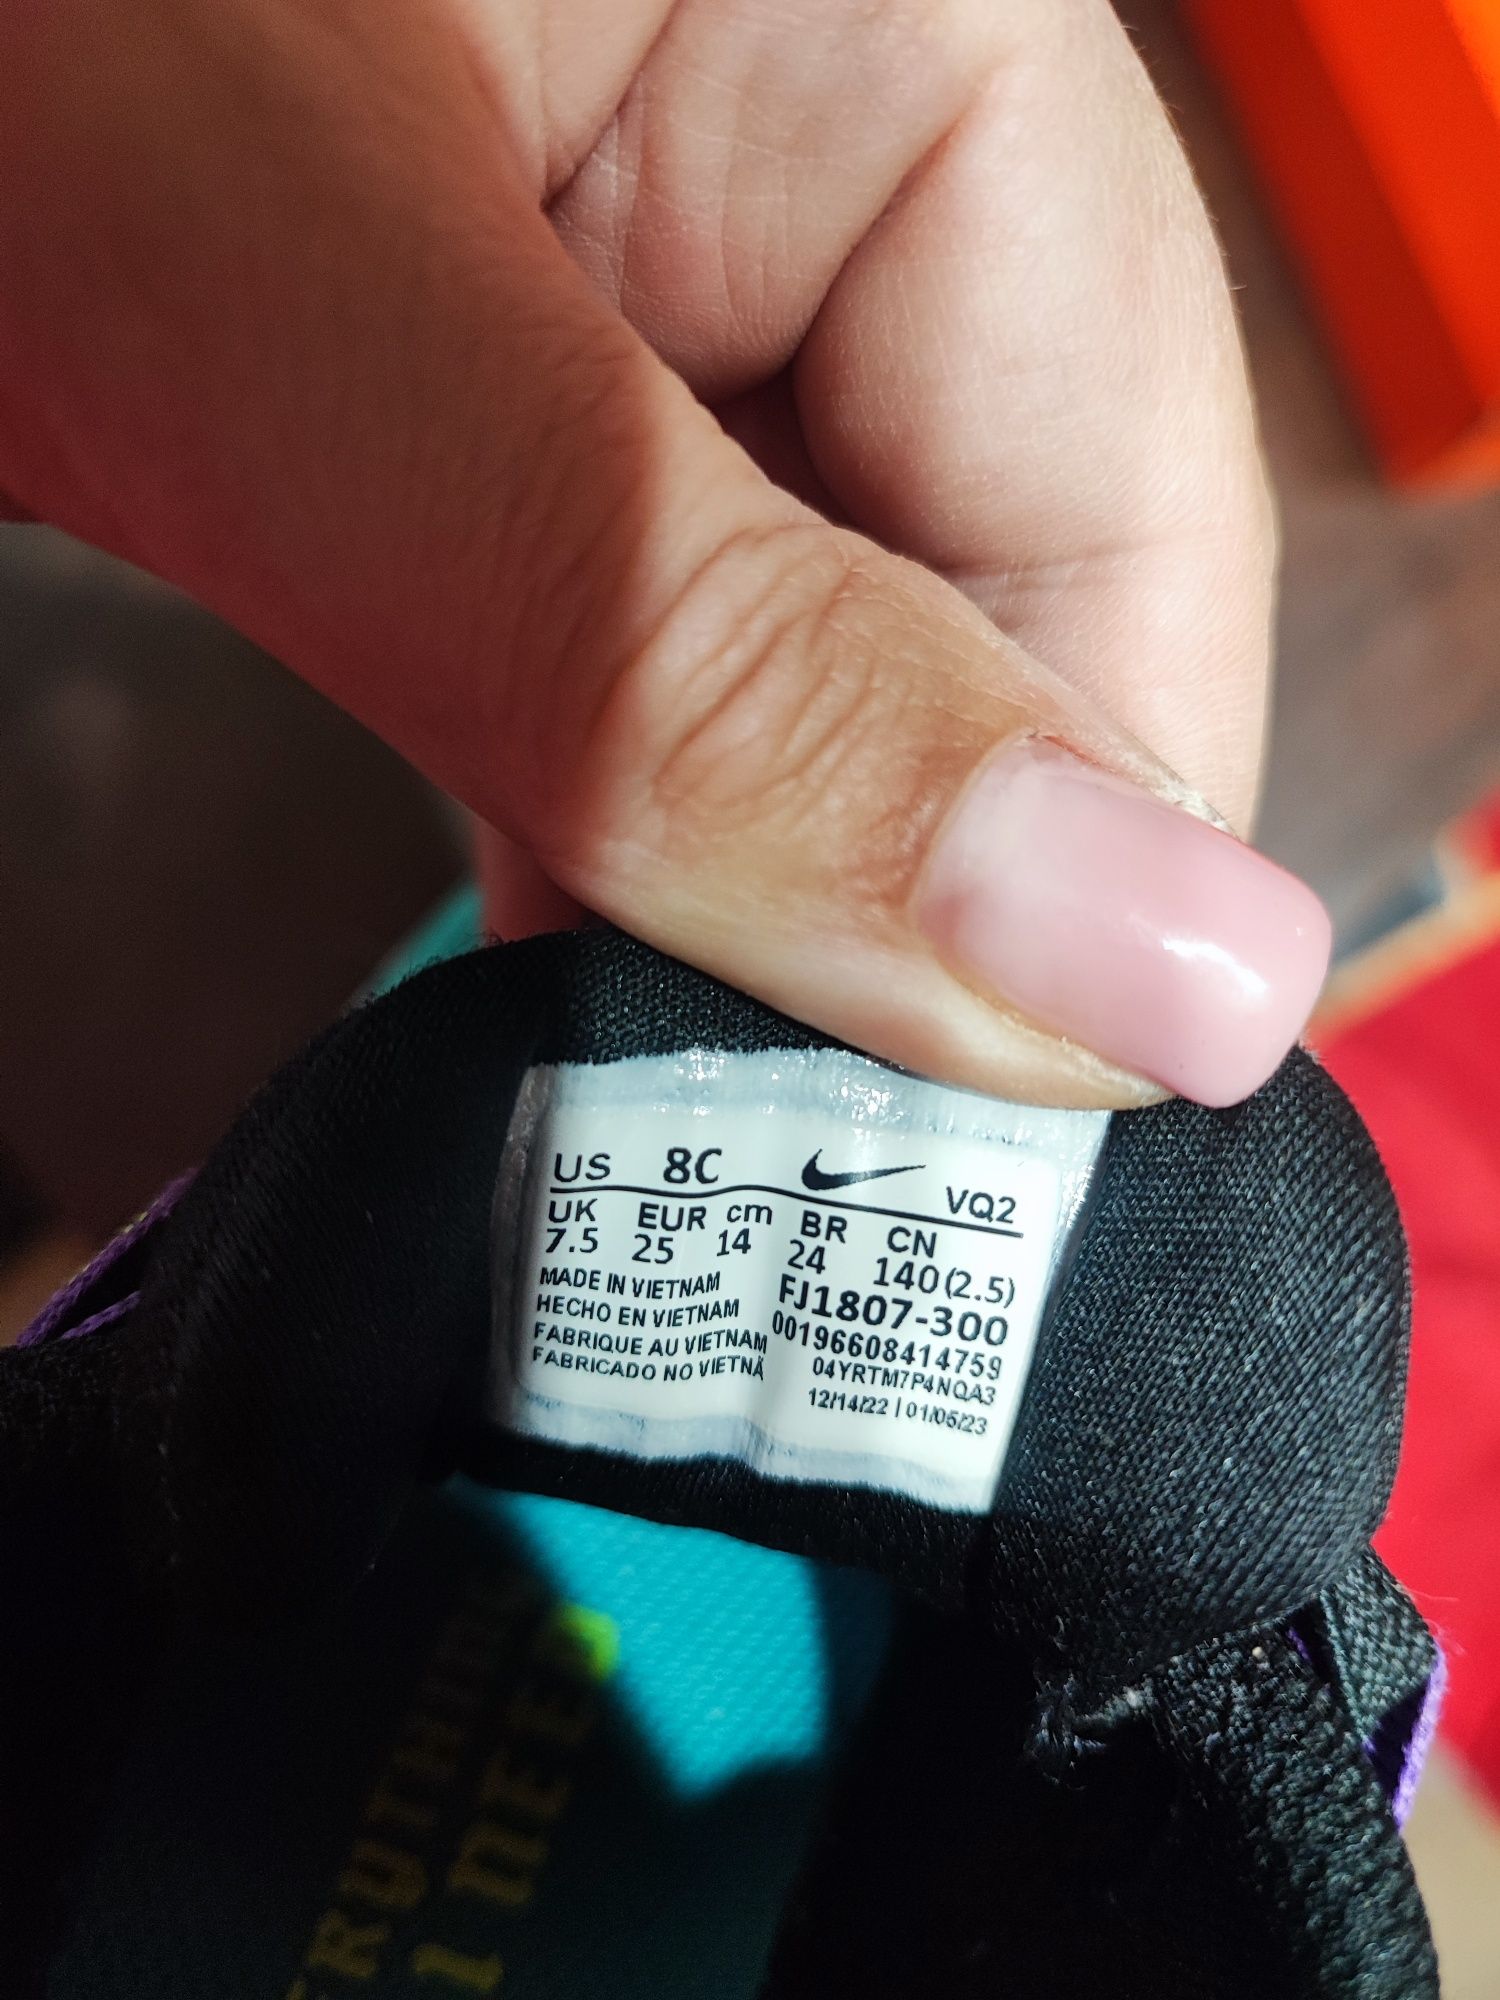 US 8C VQ2
UK EUR cm BR CN
7.5 25 14 24 140(2.5)
MADE IN VIETNAM
HECHO EN VIETNAM
FABRIQUE AU VIETNAM
FABRICADO NO VIETNÃ
FJ1807-300
00196608414759
04YRTM7P4NQA3
12/14/22 | 01/05/23